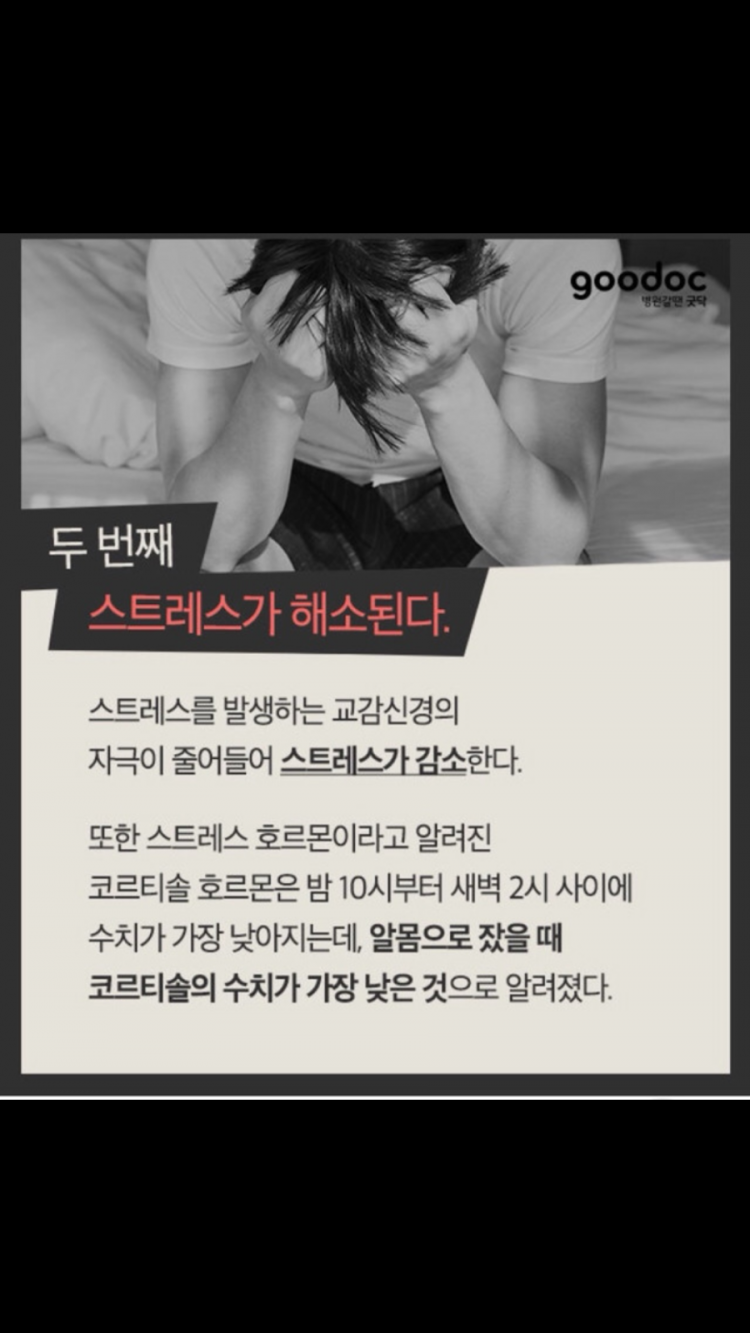 goodoc
병원갈땐 굿닥
두 번째
스트레스가 해소된다.
스트레스를 발생하는 교감신경의
자극이 줄어들어 스트레스가 감소한다.
또한 스트레스 호르몬이라고 알려진
코르티솔 호르몬은 밤 10시부터 새벽 2시 사이에
수치가 가장 낮아지는데, 알몸으로 잤을 때
코르티솔의 수치가 가장 낮은 것으로 알려졌다.